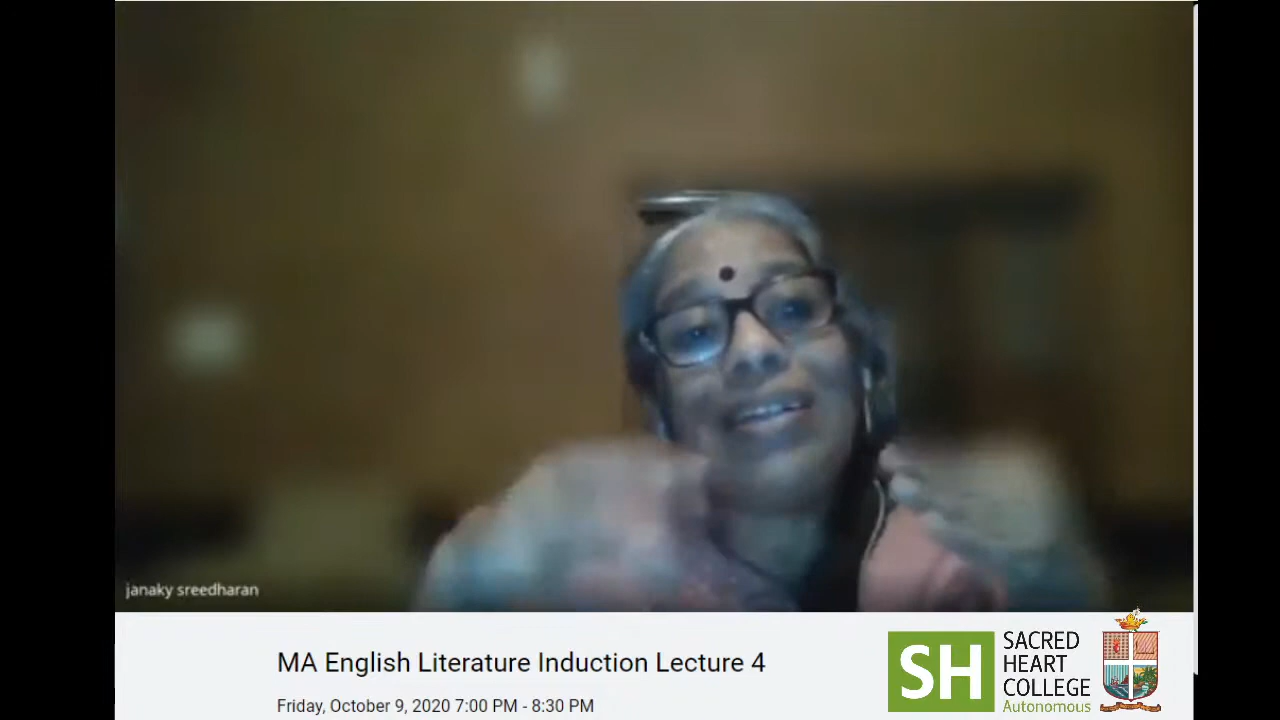 janaky sreedharan
MA English Literature Induction Lecture 4
Friday, October 9, 2020 7:00 PM - 8:30 PM
SH
SACRED
HEART
COLLEGE
Autonomous